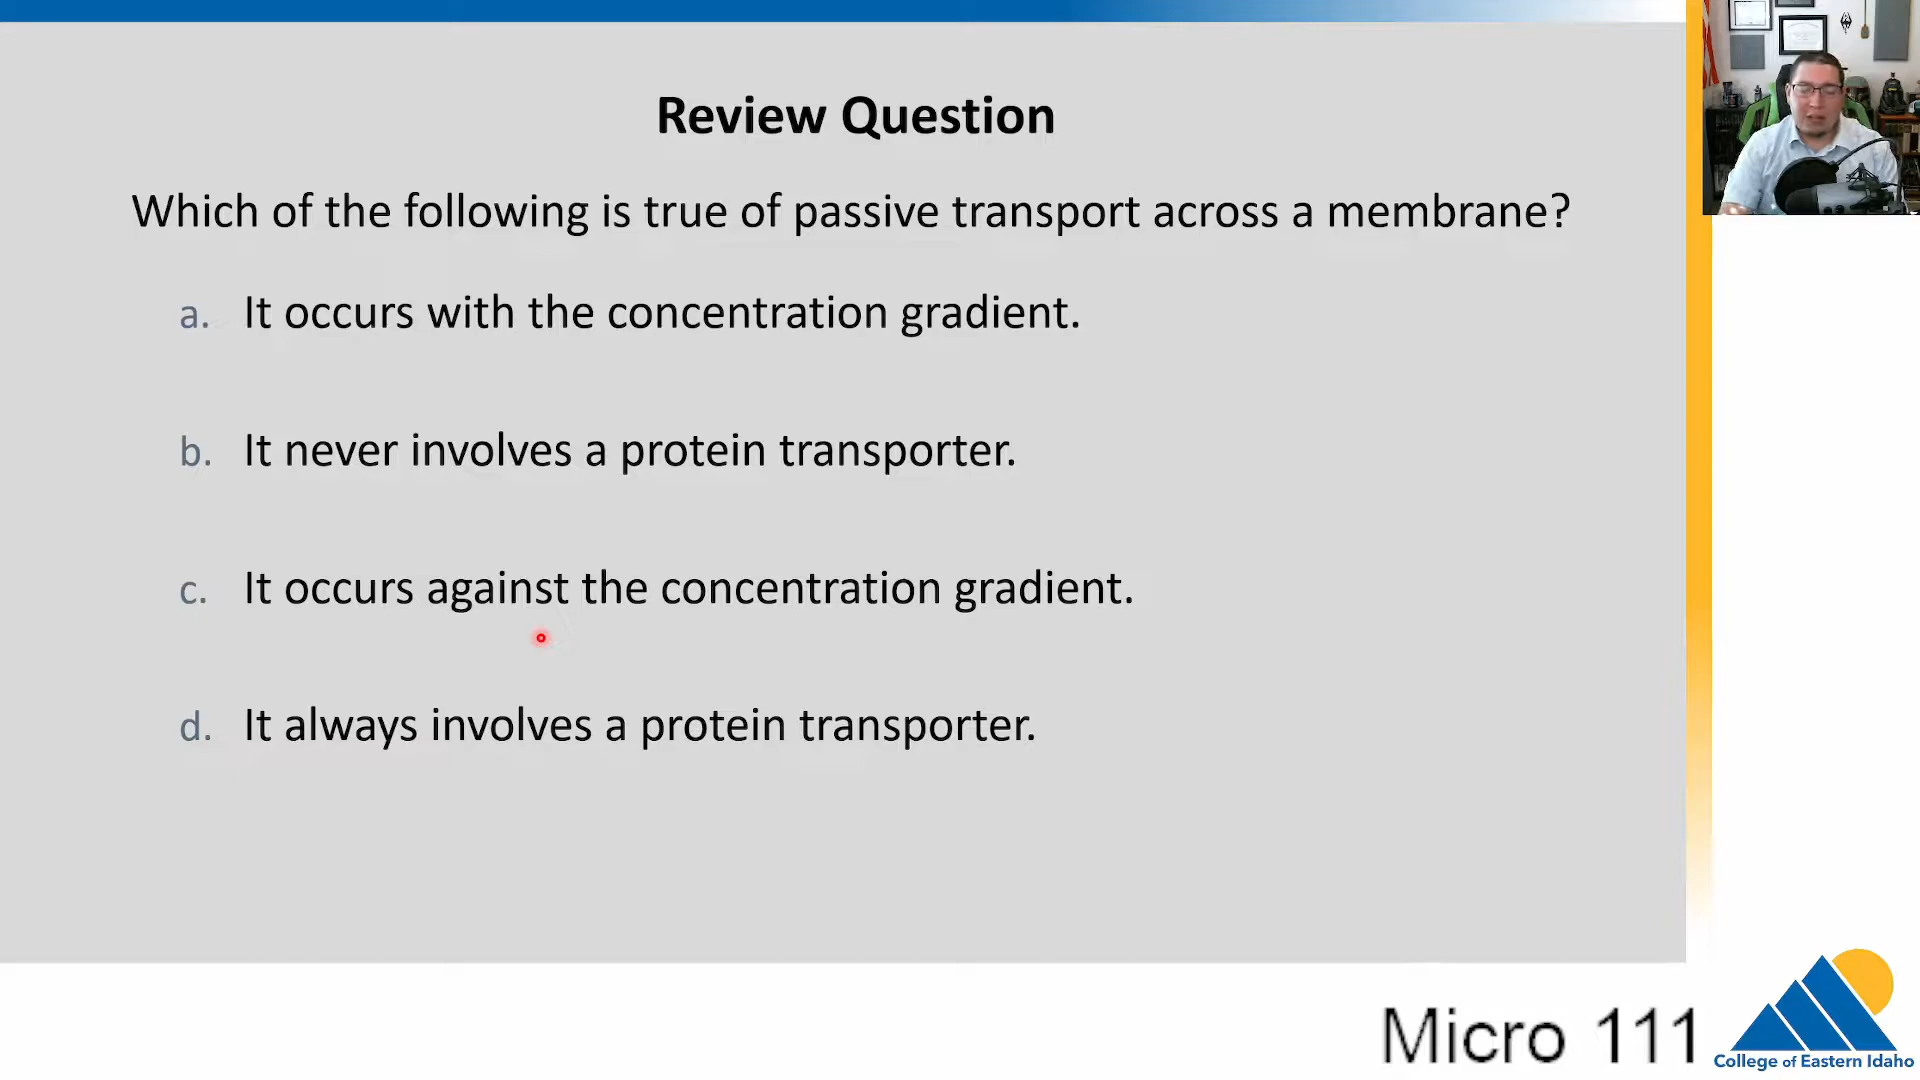 Review Question
Which of the following is true of passive transport across a membrane?
a. It occurs with the concentration gradient.
b. It never involves a protein transporter.
c. It occurs against the concentration gradient.
d. It always involves a protein transporter.
Micro 111
College of Eastern Idaho